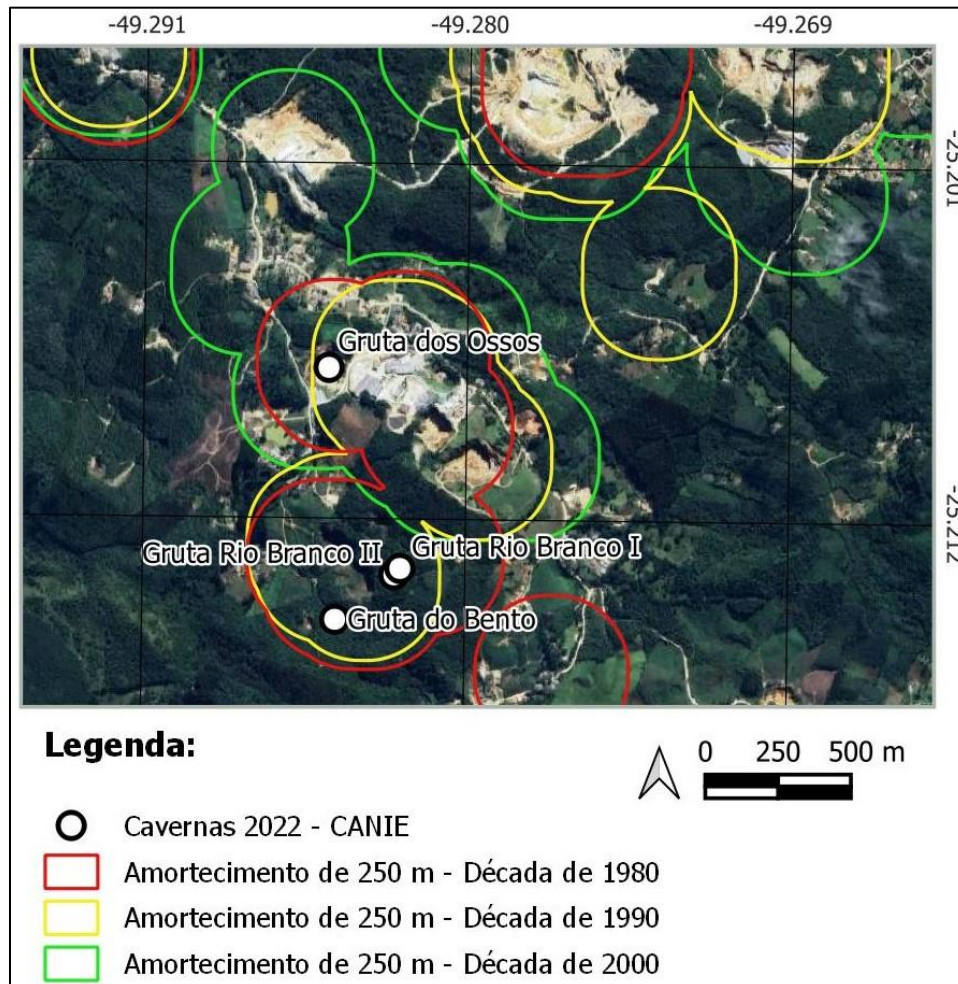 -49.291 -49.280 -49.269
-25.201
Gruta dos Ossos
-25.212
Gruta Rio Branco II Gruta Rio Branco I
Gruta do Bento
Legenda:
0 250 500 m
Cavernas 2022 - CANIE
Amortecimento de 250 m - Década de 1980
Amortecimento de 250 m - Década de 1990
Amortecimento de 250 m - Década de 2000